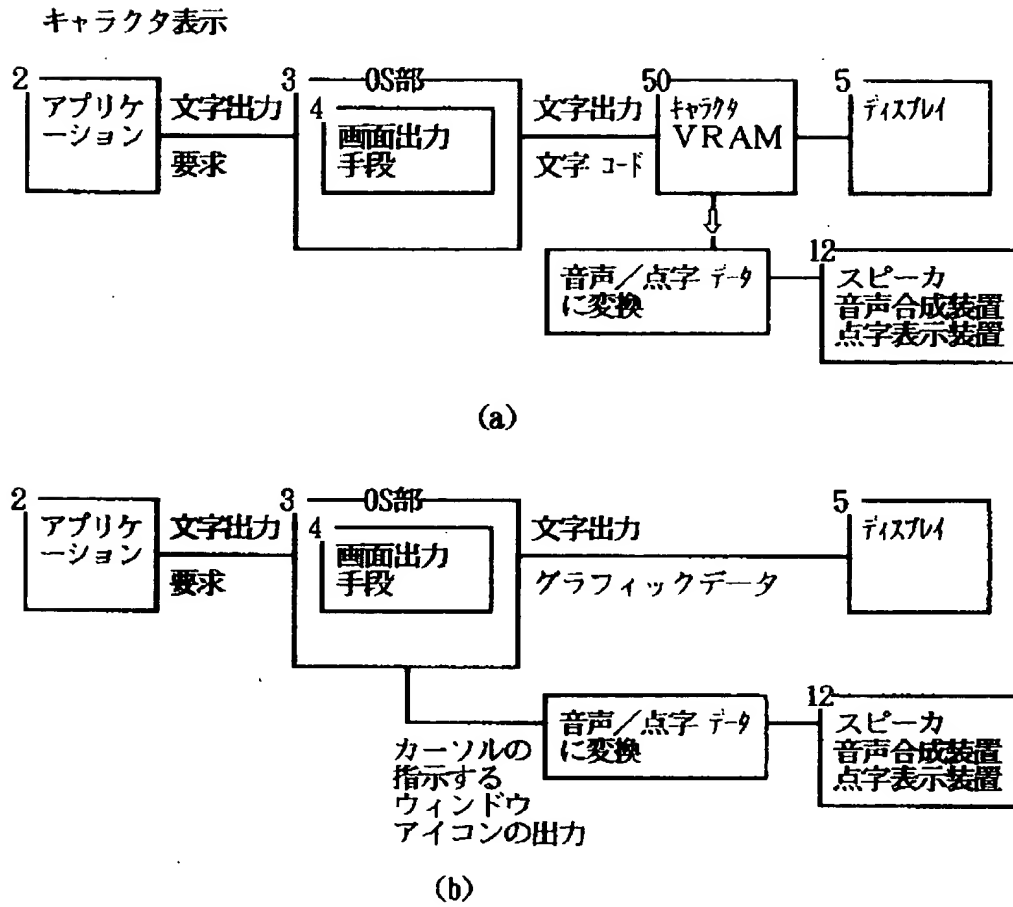 キャラクタ表示
2
アプリケ
ーション
文字出力
要求
3
OS部
4
画面出力
手段
文字出力
文字 コード
50
キャラクタ
VRAM
5
ディスプレイ
⇩
音声/点字 データ
に変換
12
スピーカ
音声合成装置
点字表示装置
(a)
2
アプリケ
ーション
文字出力
要求
3
OS部
4
画面出力
手段
文字出力
グラフィックデータ
5
ディスプレイ
カーソルの
指示する
ウィンドウ
アイコンの出力
音声/点字 データ
に変換
12
スピーカ
音声合成装置
点字表示装置
(b)